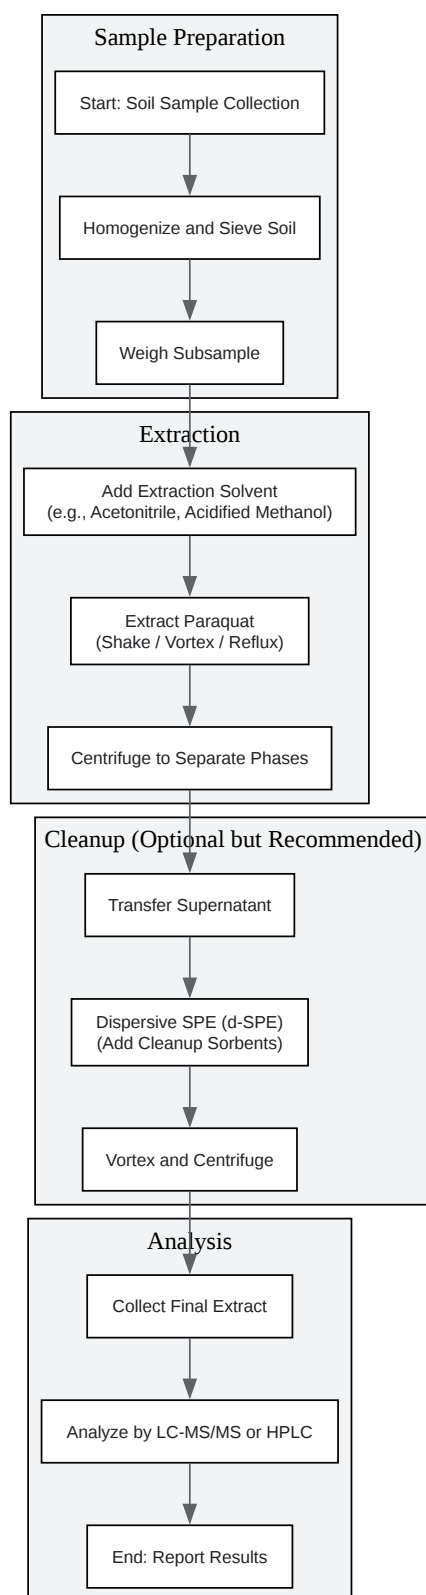 Sample Preparation
Start: Soil Sample Collection
Homogenize and Sieve Soil
Weigh Subsample
Extraction
Add Extraction Solvent
(e.g., Acetonitrile, Acidified Methanol)
Extract Paraquat
(Shake / Vortex / Reflux)
Centrifuge to Separate Phases
Cleanup (Optional but Recommended)
Transfer Supernatant
Dispersive SPE (d-SPE)
(Add Cleanup Sorbents)
Vortex and Centrifuge
Analysis
Collect Final Extract
Analyze by LC-MS/MS or HPLC
End: Report Results